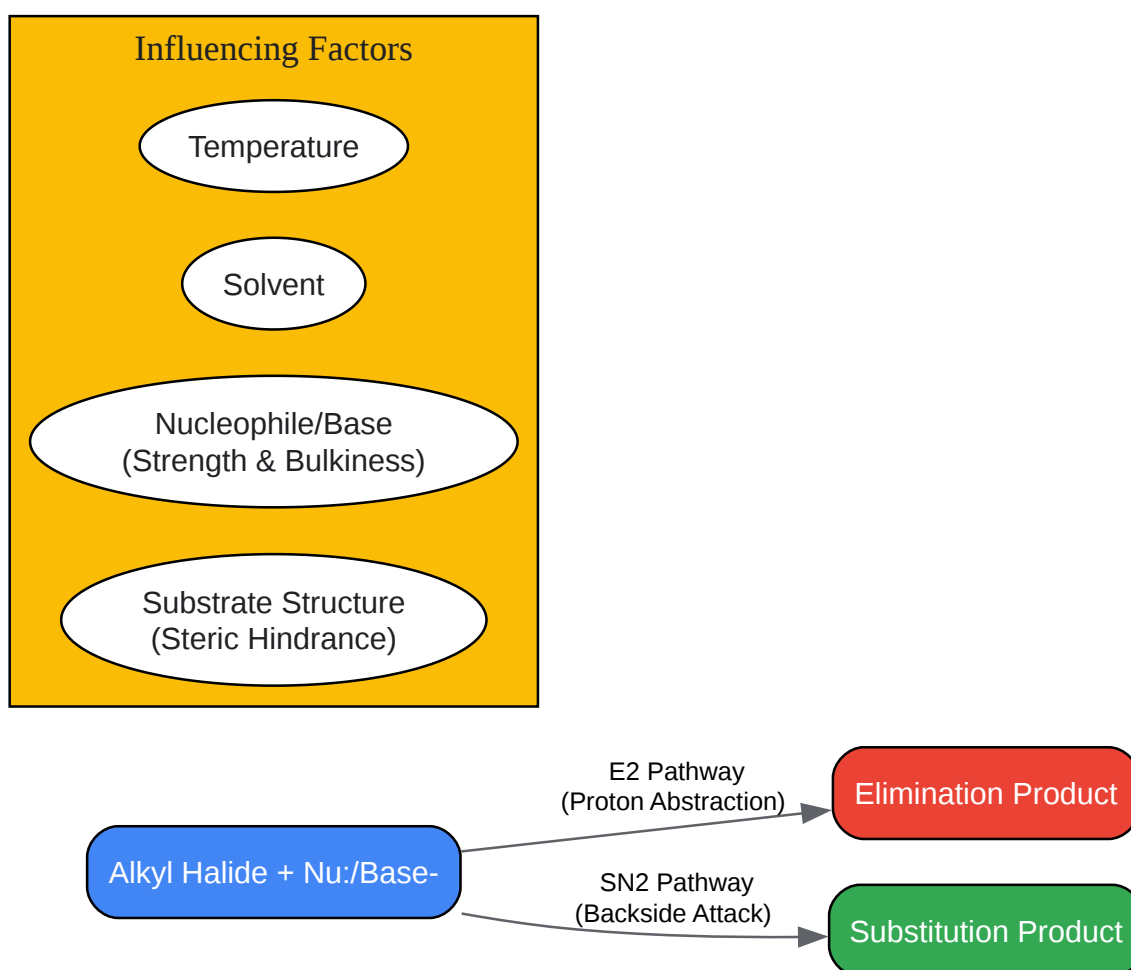 Influencing Factors
Temperature
Solvent
Nucleophile/Base
(Strength & Bulkiness)
Substrate Structure
(Steric Hindrance)
E2 Pathway
(Proton Abstraction)
Elimination Product
Alkyl Halide + Nu:/Base-
SN2 Pathway
(Backside Attack)
Substitution Product